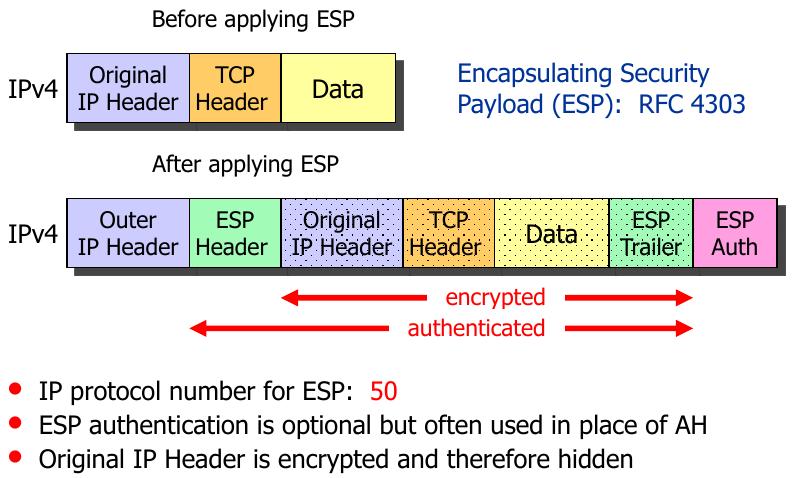 Before applying ESP
IPv4
Original
IP Header
TCP
Header
Data
Encapsulating Security
Payload (ESP): RFC 4303
After applying ESP
IPv4
Outer
IP Header
ESP
Header
Original
IP Header
TCP
Header
Data
ESP
Trailer
ESP
Auth
encrypted
authenticated
• IP protocol number for ESP: 50
• ESP authentication is optional but often used in place of AH
• Original IP Header is encrypted and therefore hidden